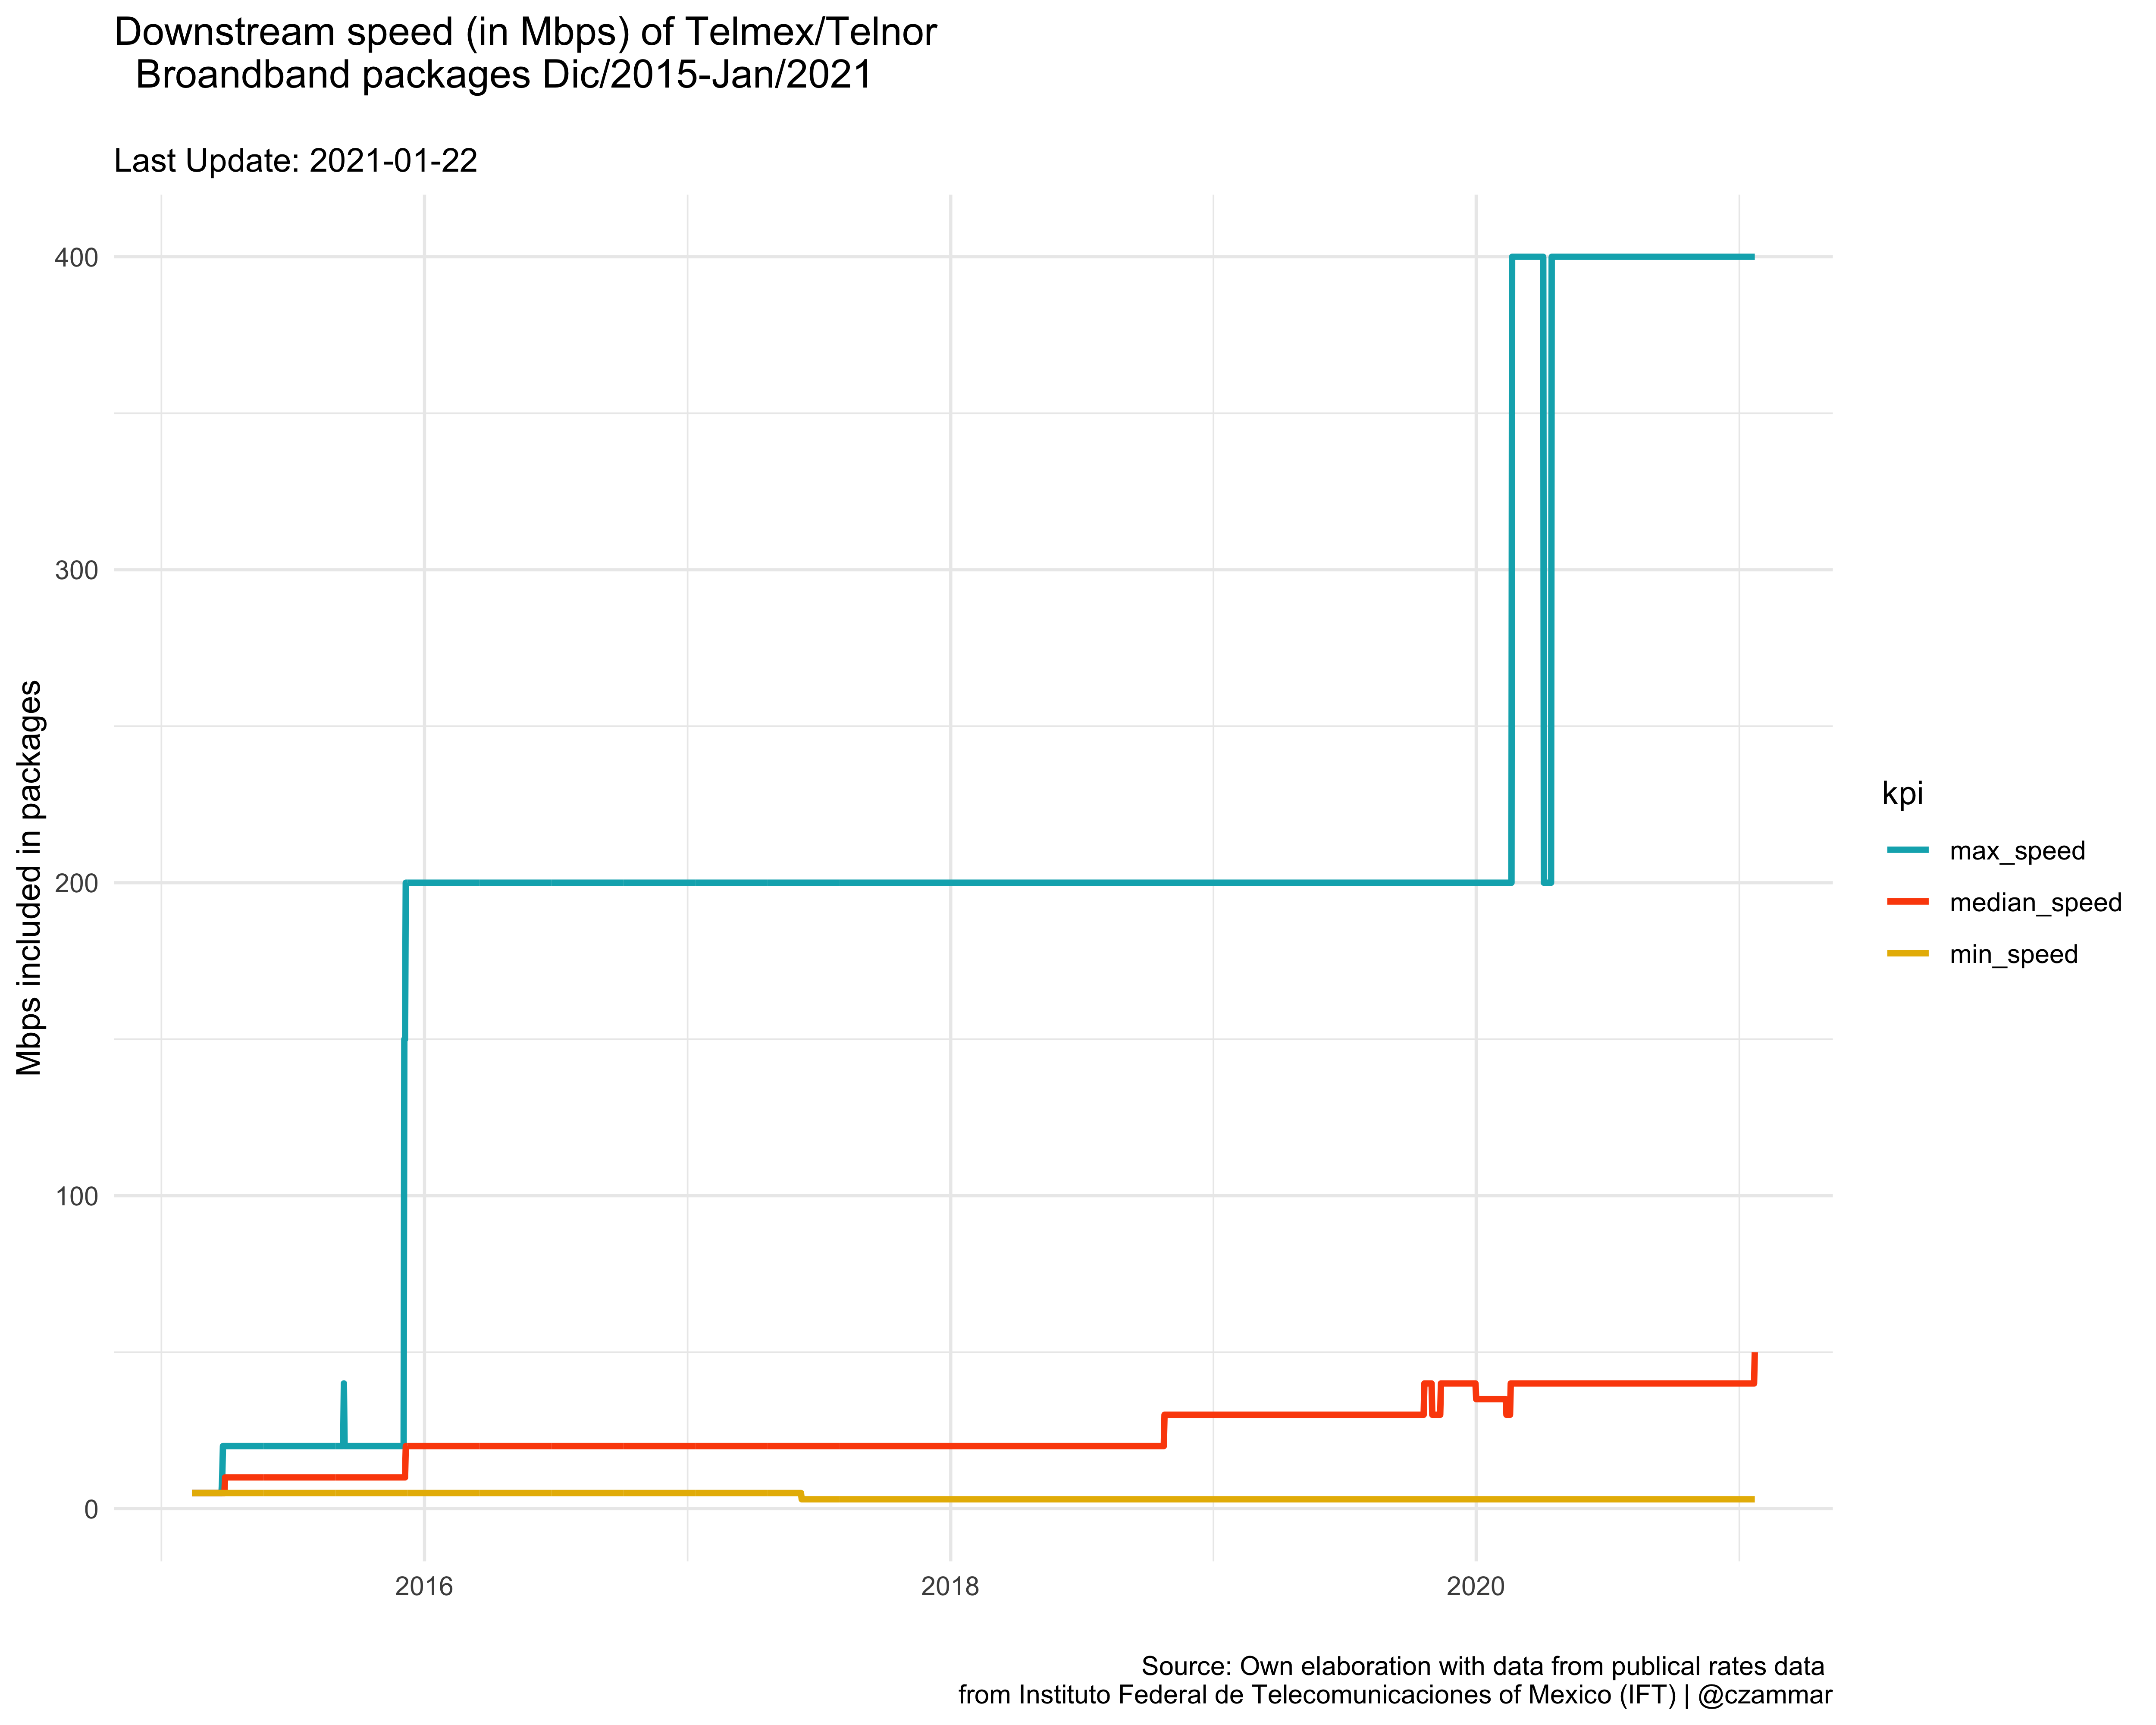 Downstream speed (in Mbps) of Telmex/Telnor
Broandband packages Dic/2015-Jan/2021
Last Update: 2021-01-22
Mbps included in packages
400
300
200
100
0
2016
2018
2020
kpi
max_speed
median_speed
min_speed
Source: Own elaboration with data from publical rates data
from Instituto Federal de Telecomunicaciones of Mexico (IFT) | @czammar